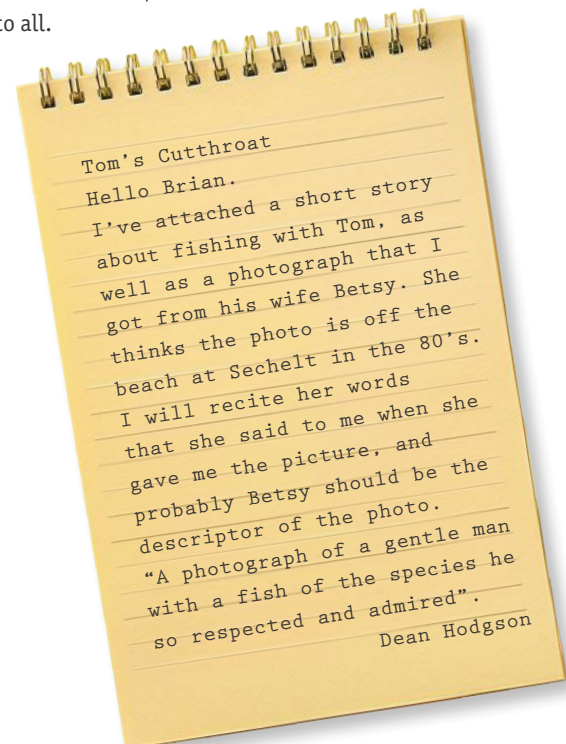 to all.
Tom's Cutthroat
Hello Brian.
I've attached a short story
about fishing with Tom, as
well as a photograph that I
got from his wife Betsy. She
thinks the photo is off the
beach at Sechelt in the 80's.
I will recite her words
that she said to me when she
gave me the picture, and
probably Betsy should be the
descriptor of the photo.
“A photograph of a gentle man
with a fish of the species he
so respected and admired”.
Dean Hodgson